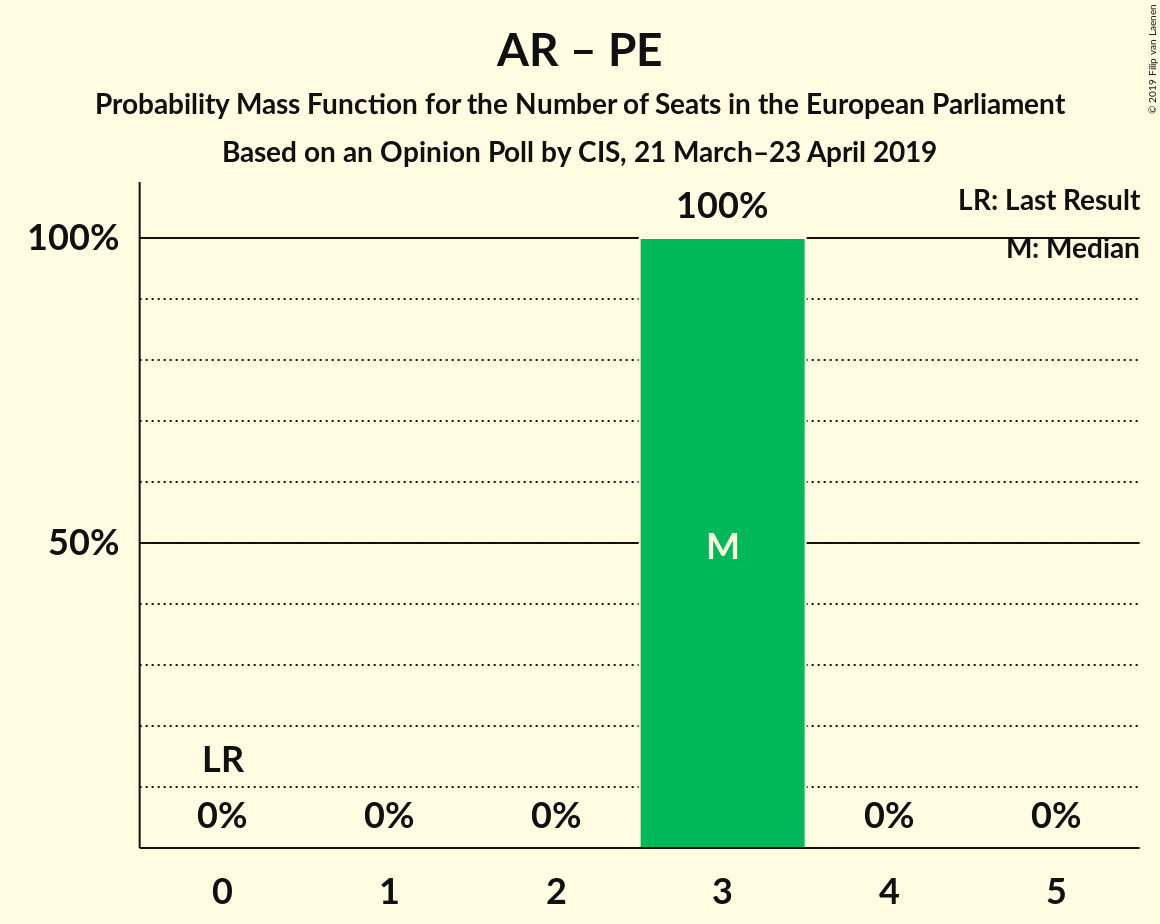 AR – PE
Probability Mass Function for the Number of Seats in the European Parliament
Based on an Opinion Poll by CIS, 21 March–23 April 2019
© 2019 Filip van Laenen
LR: Last Result
M: Median
100%
100%
50%
M
LR
0%
0%
0%
0%
0%
0
1
2
3
4
5